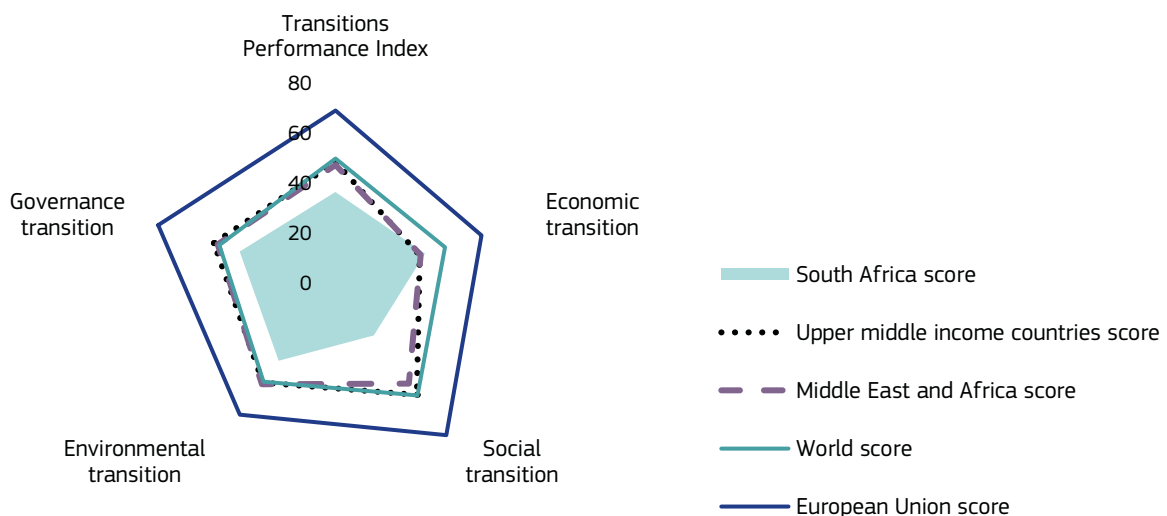 Transitions
Performance Index
80
60
40
20
0
Economic
transition
Social
transition
Environmental
transition
Governance
transition
South Africa score
Upper middle income countries score
Middle East and Africa score
World score
European Union score